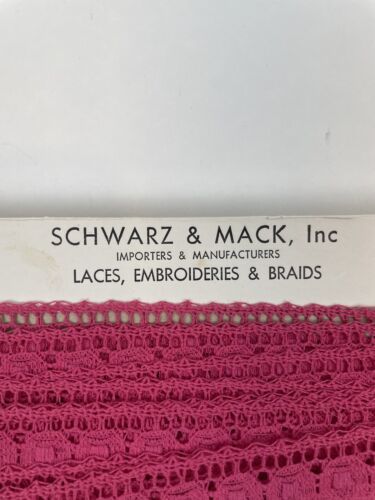 SCHWARZ & MACK, Inc
IMPORTERS & MANUFACTURERS
LACES, EMBROIDERIES & BRAIDS